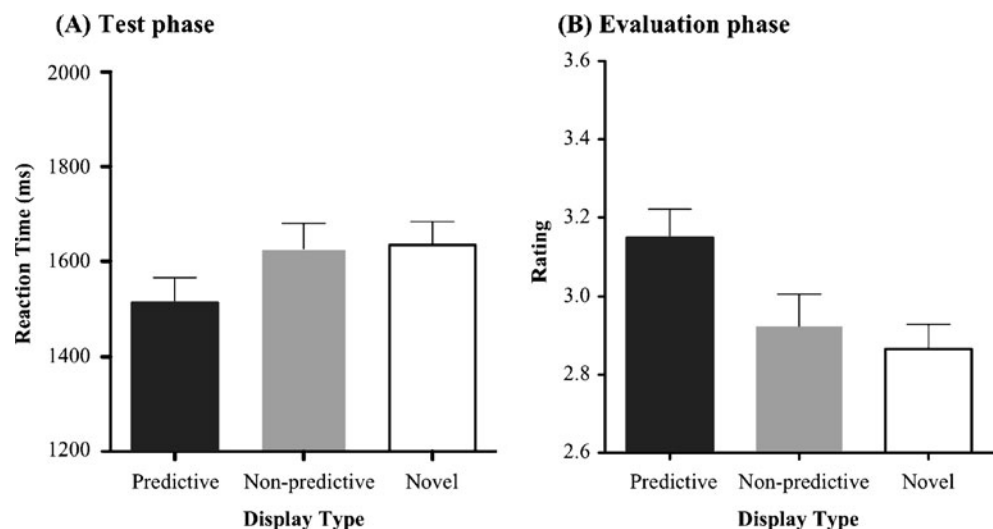 (A) Test phase
2000
1800
1600
1400
1200
Reaction Time (ms)
Predictive Non-predictive Novel
Display Type
(B) Evaluation phase
3.6
3.4
3.2
3.0
2.8
2.6
Rating
Predictive Non-predictive Novel
Display Type